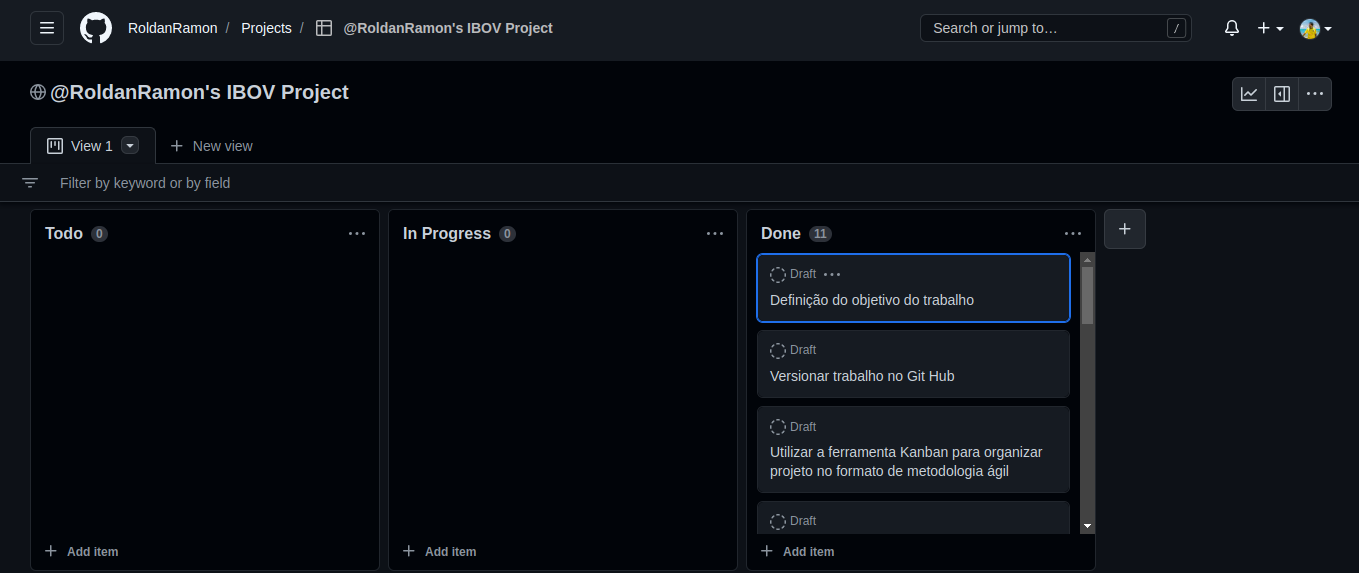 RoldanRamon / Projects / @RoldanRamon's IBOV Project
Search or jump to… /
@RoldanRamon's IBOV Project
View 1
New view
Filter by keyword or by field
Todo 0
In Progress 0
Done 11
Draft
Definição do objetivo do trabalho
Draft
Versionar trabalho no Git Hub
Draft
Utilizar a ferramenta Kanban para organizar
projeto no formato de metodologia ágil
Draft
Add item
Add item
Add item